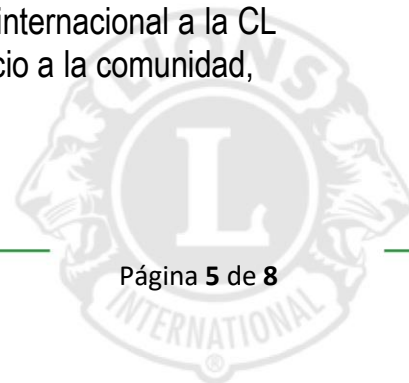 internacional a la CL
cio a la comunidad,
LIONS
L
Página 5 de 8
INTERNATIONAL
®